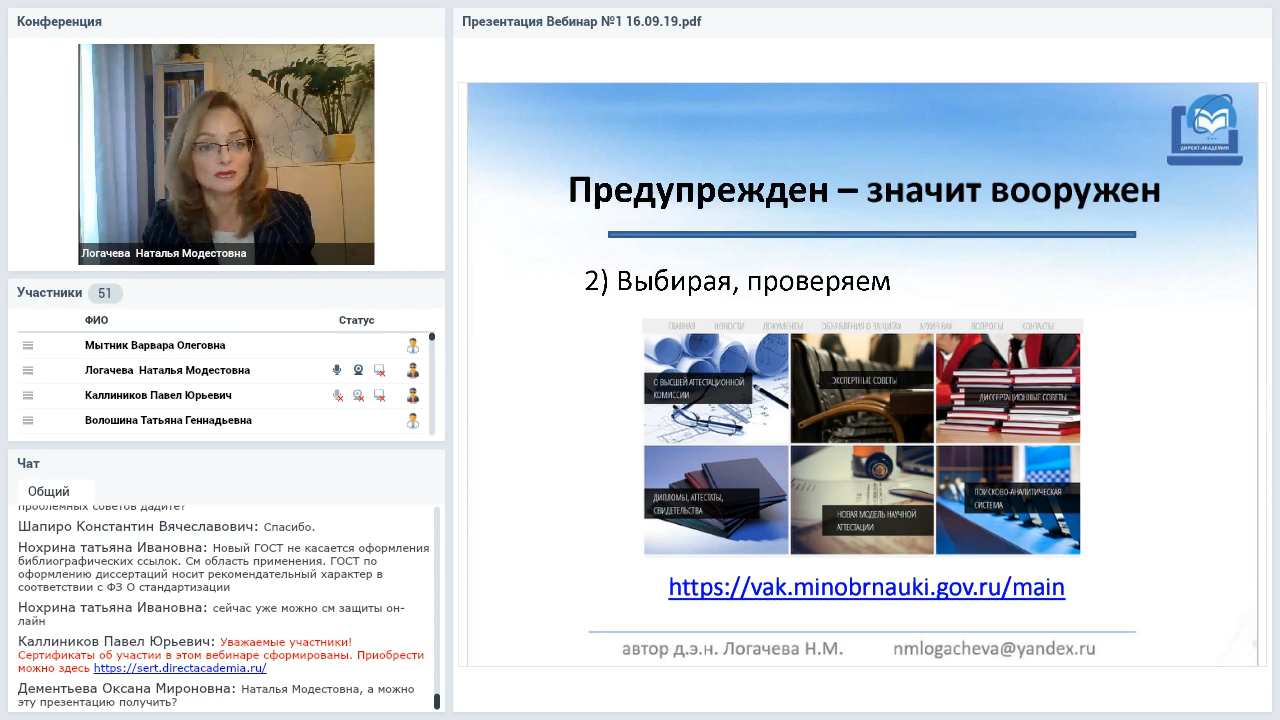 Конференция
Логачева  Наталья Модестовна
Участники 51
ФИО Статус
Мытник Варвара Олеговна
Логачева  Наталья Модестовна
Каллиников Павел Юрьевич
Волошина Татьяна Геннадьевна
Чат
Общий
проблемных советов дадите?
Шапиро Константин Вячеславович: Спасибо.
Нохрина татьяна Ивановна: Новый ГОСТ не касается оформления
библиографических ссылок. См область применения. ГОСТ по
оформлению диссертаций носит рекомендательный характер в
соответствии с ФЗ О стандартизации
Нохрина татьяна Ивановна: сейчас уже можно см защиты он-
лайн
Каллиников Павел Юрьевич: Уважаемые участники!
Сертификаты об участии в этом вебинаре сформированы. Приобрести
можно здесь https://sert.directacademia.ru/
Дементьева Оксана Мироновна: Наталья Модестовна, а можно
эту презентацию получить?
Презентация Вебинар №1 16.09.19.pdf
ДИРЕКТ-АКАДЕМИЯ
Предупрежден – значит вооружен
2) Выбирая, проверяем
ГЛАВНАЯ НОВОСТИ ДОКУМЕНТЫ ОБЪЯВЛЕНИЯ О ЗАЩИТАХ АРХИВ ВАК ВОПРОСЫ КОНТАКТЫ
О ВЫСШЕЙ АТТЕСТАЦИОННОЙ
КОМИССИИ
ЭКСПЕРТНЫЕ СОВЕТЫ
ДИССЕРТАЦИОННЫЕ СОВЕТЫ
ДИПЛОМЫ, АТТЕСТАТЫ,
СВИДЕТЕЛЬСТВА
НОВАЯ МОДЕЛЬ НАУЧНОЙ
АТТЕСТАЦИИ
ПОИСКОВО-АНАЛИТИЧЕСКАЯ
СИСТЕМА
https://vak.minobrnauki.gov.ru/main
автор д.э.н. Логачева Н.М. nmlogacheva@yandex.ru